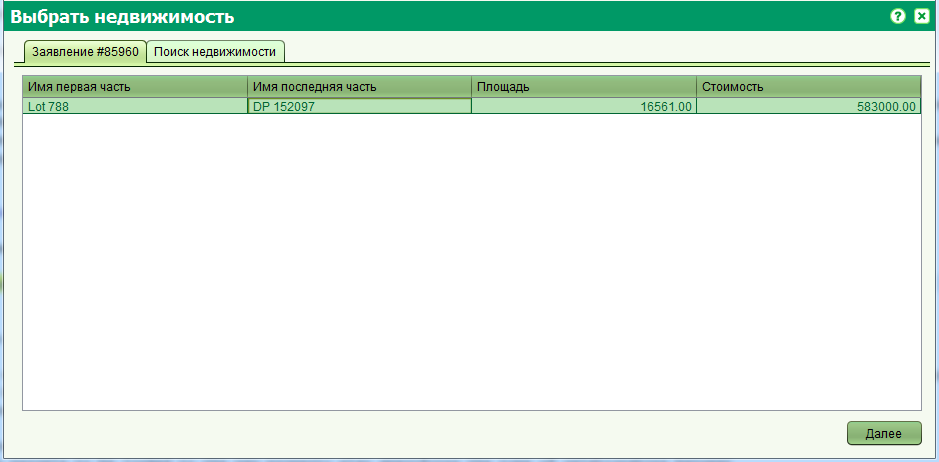 Выбрать недвижимость
Заявление #85960 Поиск недвижимости
Имя первая часть Имя последняя часть Площадь Стоимость
Lot 788 DP 152097 16561.00 583000.00
Далее